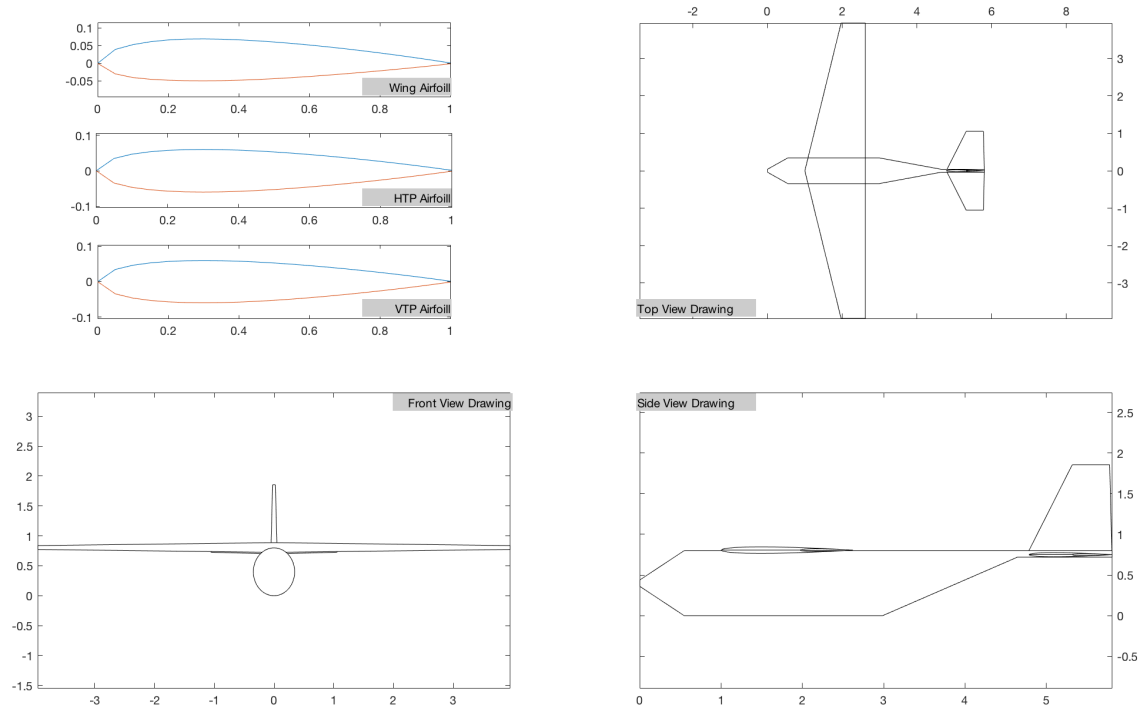 0.1
0.05
0
-0.05
Wing Airfoill
0 0.2 0.4 0.6 0.8 1
0.1
0
-0.1
HTP Airfoill
0 0.2 0.4 0.6 0.8 1
0.1
0
-0.1
VTP Airfoill
0 0.2 0.4 0.6 0.8 1
-2 0 2 4 6 8
3
2
1
0
-1
-2
-3
Top View Drawing
Front View Drawing
3
2.5
2
1.5
1
0.5
0
-0.5
-1
-1.5
-3 -2 -1 0 1 2 3
Side View Drawing
2.5
2
1.5
1
0.5
0
-0.5
0 1 2 3 4 5